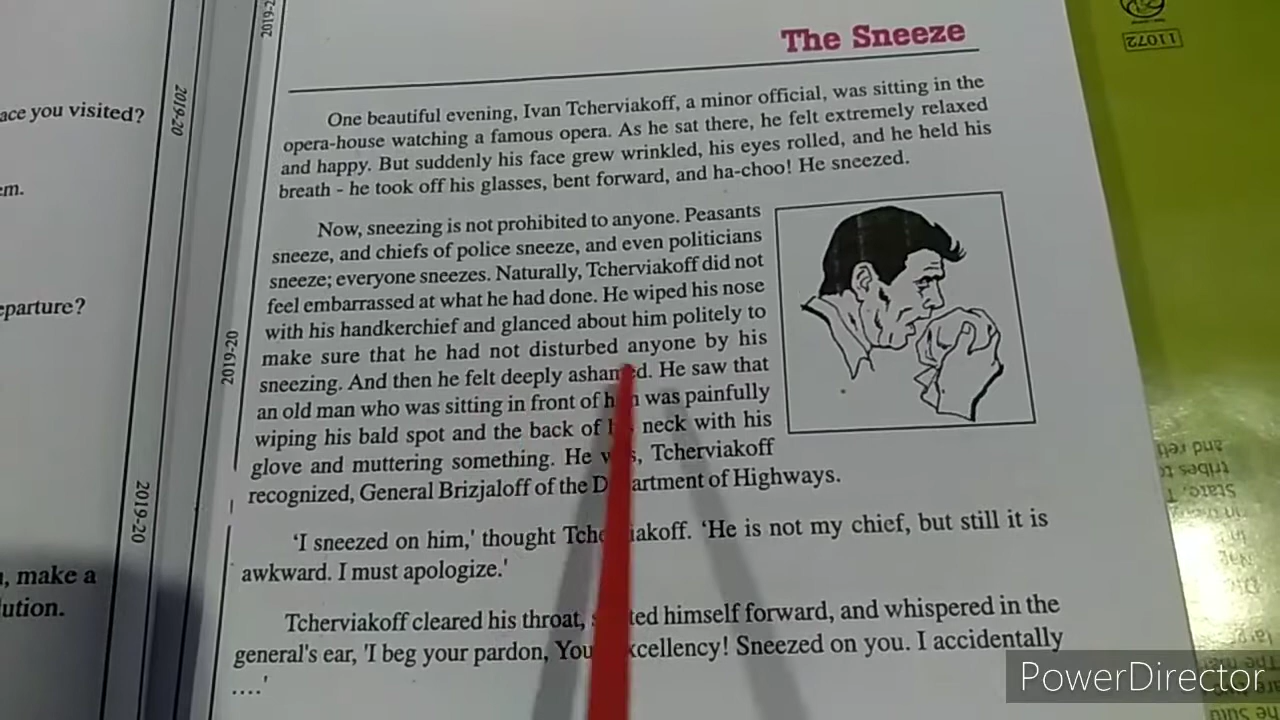 2019-2
The Sneeze
11072
ace you visited?
2019-20
One beautiful evening, Ivan Tcherviakoff, a minor official, was sitting in the
opera-house watching a famous opera. As he sat there, he felt extremely relaxed
and happy. But suddenly his face grew wrinkled, his eyes rolled, and he held his
breath - he took off his glasses, bent forward, and ha-choo! He sneezed.
em.
Now, sneezing is not prohibited to anyone. Peasants
sneeze, and chiefs of police sneeze, and even politicians
sneeze; everyone sneezes. Naturally, Tcherviakoff did not
feel embarrassed at what he had done. He wiped his nose
with his handkerchief and glanced about him politely to
make sure that he had not disturbed anyone by his
sneezing. And then he felt deeply ashamed. He saw that
an old man who was sitting in front of him was painfully
wiping his bald spot and the back of his neck with his
glove and muttering something. He was, Tcherviakoff
recognized, General Brizjaloff of the Department of Highways.
eparture?
2019-20
2019-20
'I sneezed on him,' thought Tcherviakoff. 'He is not my chief, but still it is
awkward. I must apologize.'
, make a
ution.
Tcherviakoff cleared his throat, himself forward, and whispered in the
general's ear, 'I beg your pardon, Your Excellency! Sneezed on you. I accidentally
....'
and reli
tribes
State.
PowerDirector